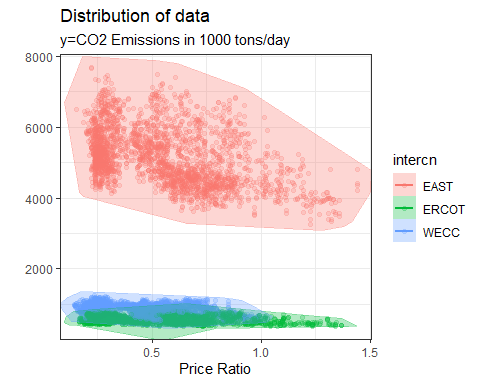 Distribution of data
y=CO2 Emissions in 1000 tons/day
8000
6000
4000
2000
0.5
1.0
1.5
Price Ratio
intercn
EAST
ERCOT
WECC